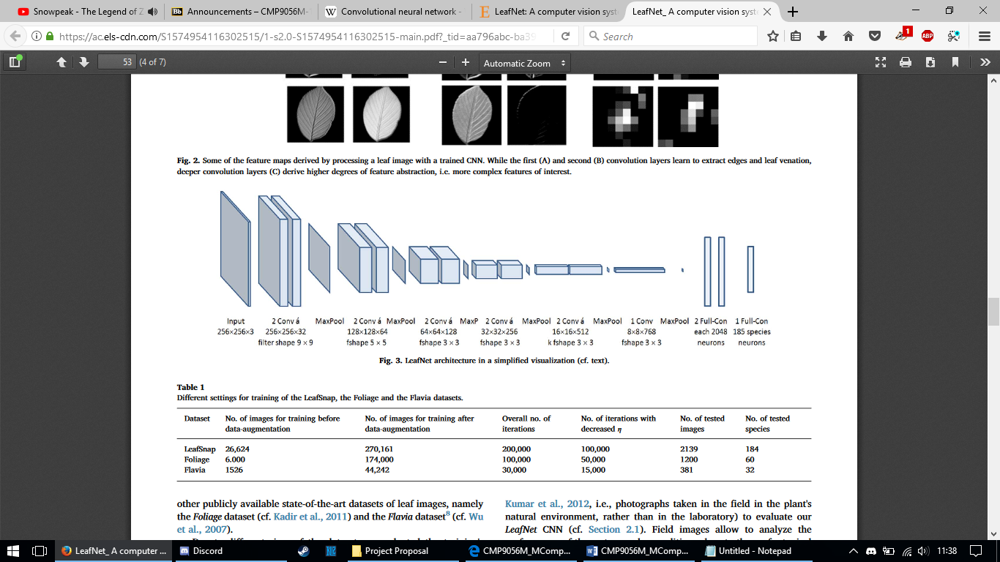 Snowpeak - The Legend of Z
Announcements – CMP9056M-
Convolutional neural network -
LeafNet: A computer vision syst
LeafNet_ A computer vision syst
https://ac.els-cdn.com/S1574954116302515/1-s2.0-S1574954116302515-main.pdf?_tid=aa796abc-ba39
Search
1
ABP
53 (4 of 7)
Automatic Zoom
Fig. 2. Some of the feature maps derived by processing a leaf image with a trained CNN. While the first (A) and second (B) convolution layers learn to extract edges and leaf venation,
deeper convolution layers (C) derive higher degrees of feature abstraction, i.e. more complex features of interest.
Input 2 Conv á MaxPool 2 Conv á MaxPool 2 Conv á MaxP 2 Conv á MaxPool 2 Conv á MaxPool 1 Conv MaxPool 2 Full-Con 1 Full-Con
256×256×3 256×256×32 128×128×64 64×64×128 32×32×256 16×16×512 8×8×768 each 2048 185 species
filter shape 9 × 9 fshape 5 × 5 fshape 3 × 3 fshape 3 × 3 k fshape 3 × 3 fshape 3 × 3 neurons neurons
Fig. 3. LeafNet architecture in a simplified visualization (cf. text).
Table 1
Different settings for training of the LeafSnap, the Foliage and the Flavia datasets.
Dataset No. of images for training before No. of images for training after Overall no. of No. of iterations with No. of tested No. of tested
data-augmentation data-augmentation iterations decreased η images species
LeafSnap 26,624 270,161 200,000 100,000 2139 184
Foliage 6.000 174,000 100,000 50,000 1200 60
Flavia 1526 44,242 30,000 15,000 381 32
other publicly available state-of-the-art datasets of leaf images, namely
the Foliage dataset (cf. Kadir et al., 2011) and the Flavia dataset8 (cf. Wu
et al., 2007).
Kumar et al., 2012, i.e., photographs taken in the field in the plant's
natural environment, rather than in the laboratory) to evaluate our
LeafNet CNN (cf. Section 2.1). Field images allow to analyze the
LeafNet_ A computer ...
Discord
Project Proposal
CMP9056M_MComp...
CMP9056M_MComp...
Untitled - Notepad
11:38